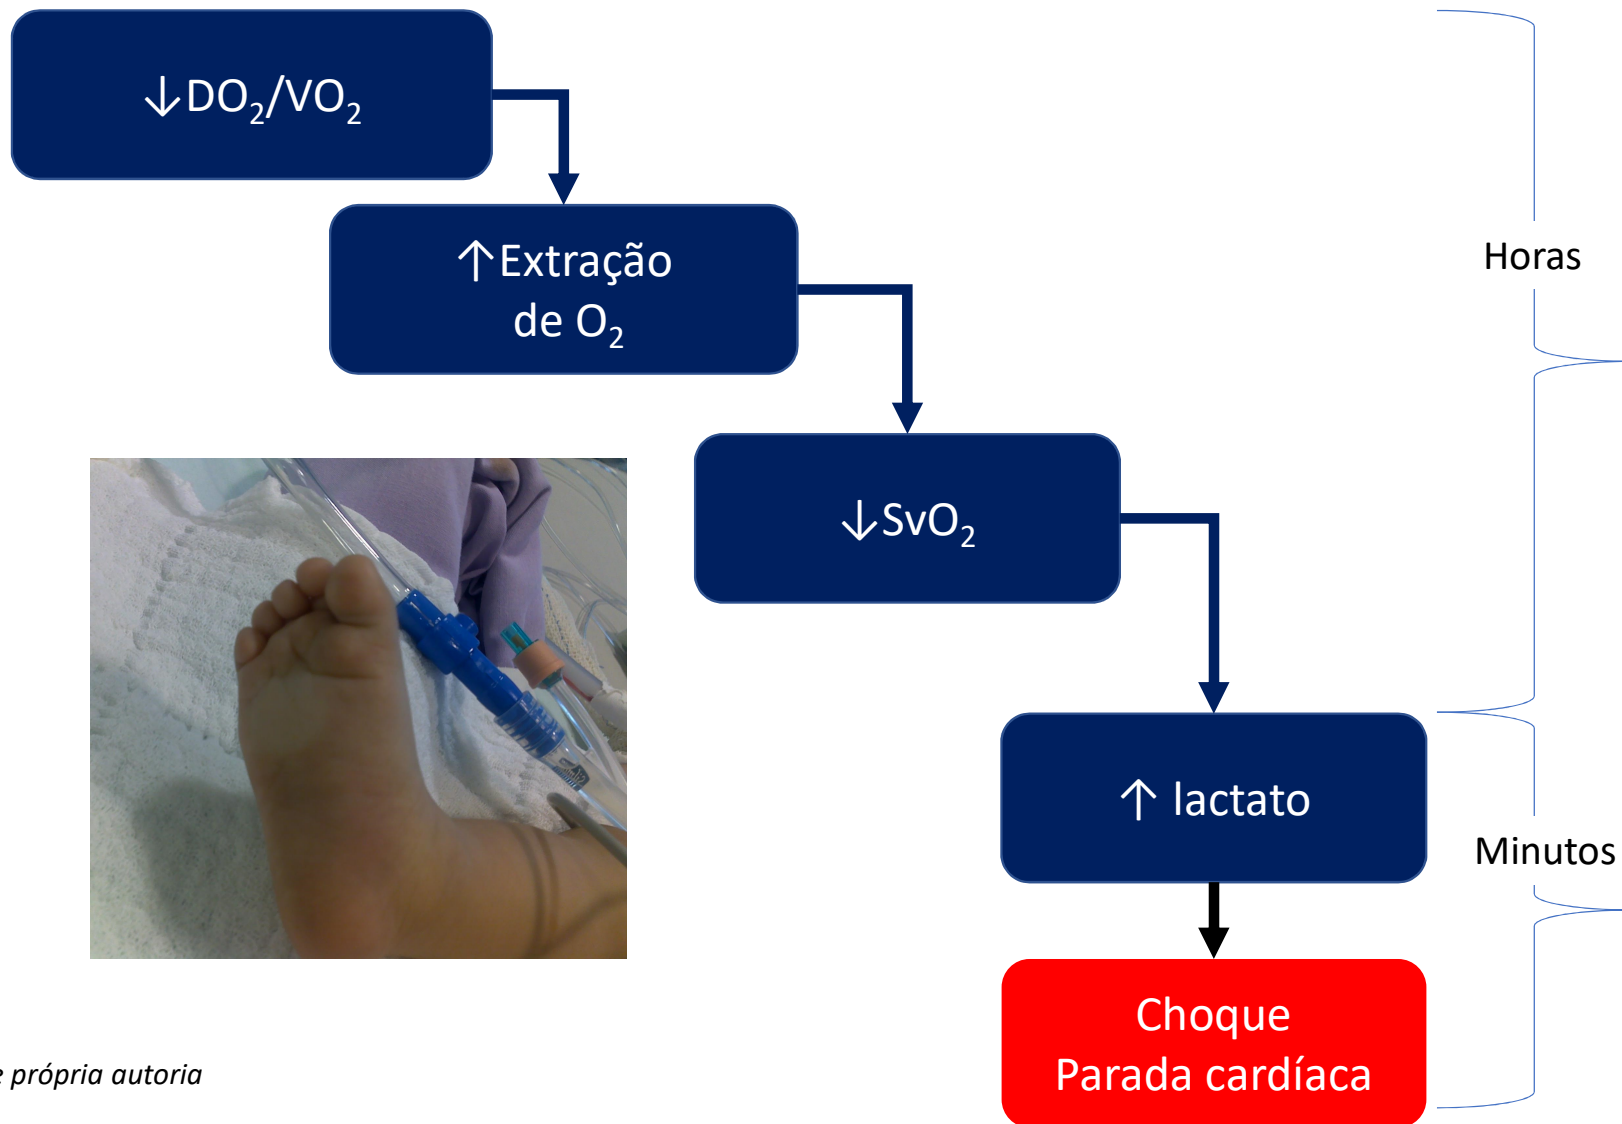 ↓DO₂/VO₂
↑Extração
de O₂
Horas
↓SvO₂
↑ lactato
Minutos
Choque
Parada cardíaca
própria autoria